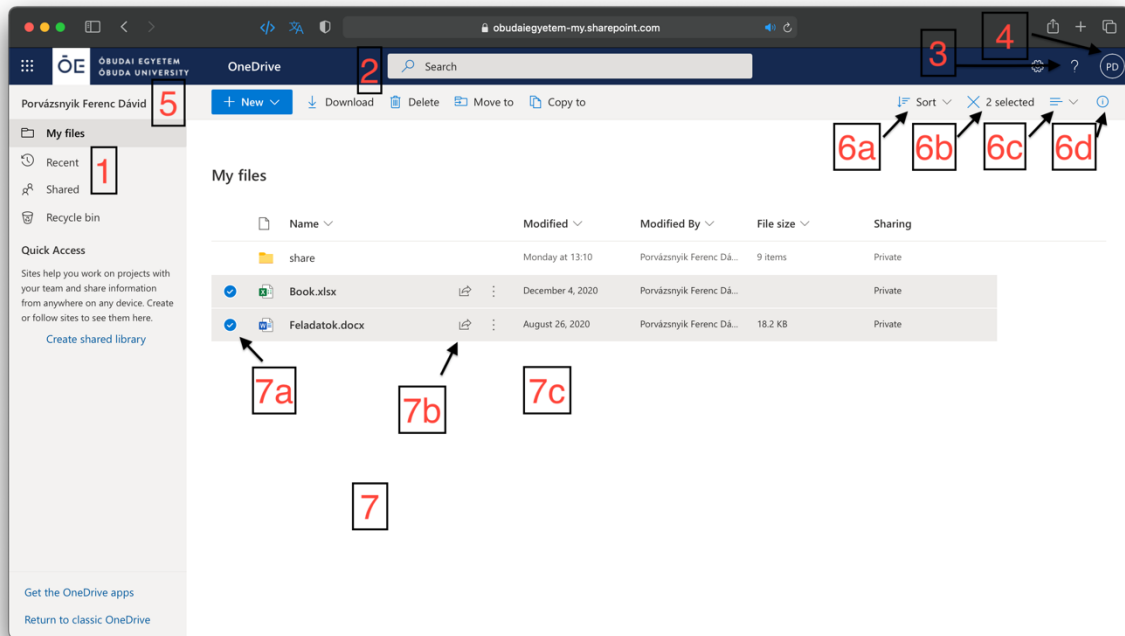 obudaiegyetem-my.sharepoint.com
4
3
ŌE ÓBUDAI EGYETEM
ÓBUDA UNIVERSITY
OneDrive
2
Search
?
PD
Porvázsnyik Ferenc Dávid
5
+ New
Download
Delete
Move to
Copy to
Sort
2 selected
My files
6a
6b
6c
6d
Recent
1
Shared
Recycle bin
My files
Quick Access
Sites help you work on projects with
your team and share information
from anywhere on any device. Create
or follow sites to see them here.
Create shared library
Name
Modified
Modified By
File size
Sharing
share
Monday at 13:10
Porvázsnyik Ferenc Dá...
9 items
Private
Book.xlsx
December 4, 2020
Porvázsnyik Ferenc Dá...
Private
Feladatok.docx
August 26, 2020
Porvázsnyik Ferenc Dá...
18.2 KB
Private
7a
7b
7c
7
Get the OneDrive apps
Return to classic OneDrive